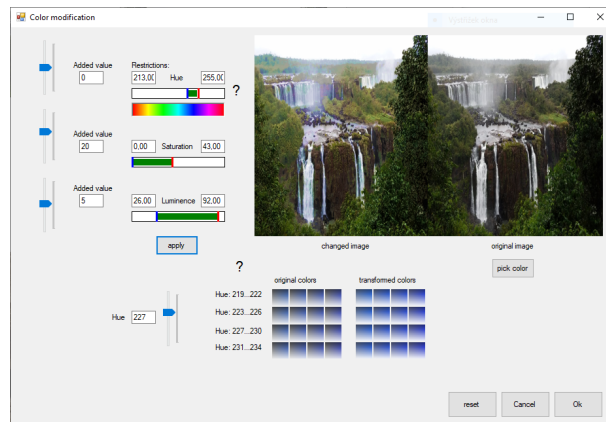 Color modification
Added value
0
Restrictions:
213,00 Hue 255,00
?
Added value
20
0,00 Saturation 43,00
Added value
5
26,00 Luminence 92,00
apply
changed image
original image
pick color
?
original colors
transformed colors
Hue 227
Hue: 219...222
Hue: 223...226
Hue: 227...230
Hue: 231...234
reset
Cancel
Ok